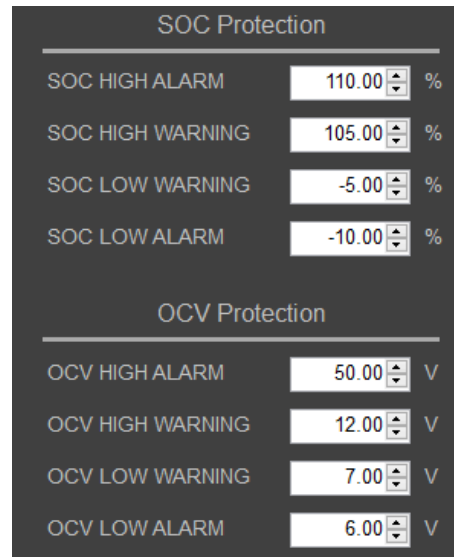 SOC Protection
SOC HIGH ALARM 110.00 %
SOC HIGH WARNING 105.00 %
SOC LOW WARNING -5.00 %
SOC LOW ALARM -10.00 %
OCV Protection
OCV HIGH ALARM 50.00 V
OCV HIGH WARNING 12.00 V
OCV LOW WARNING 7.00 V
OCV LOW ALARM 6.00 V